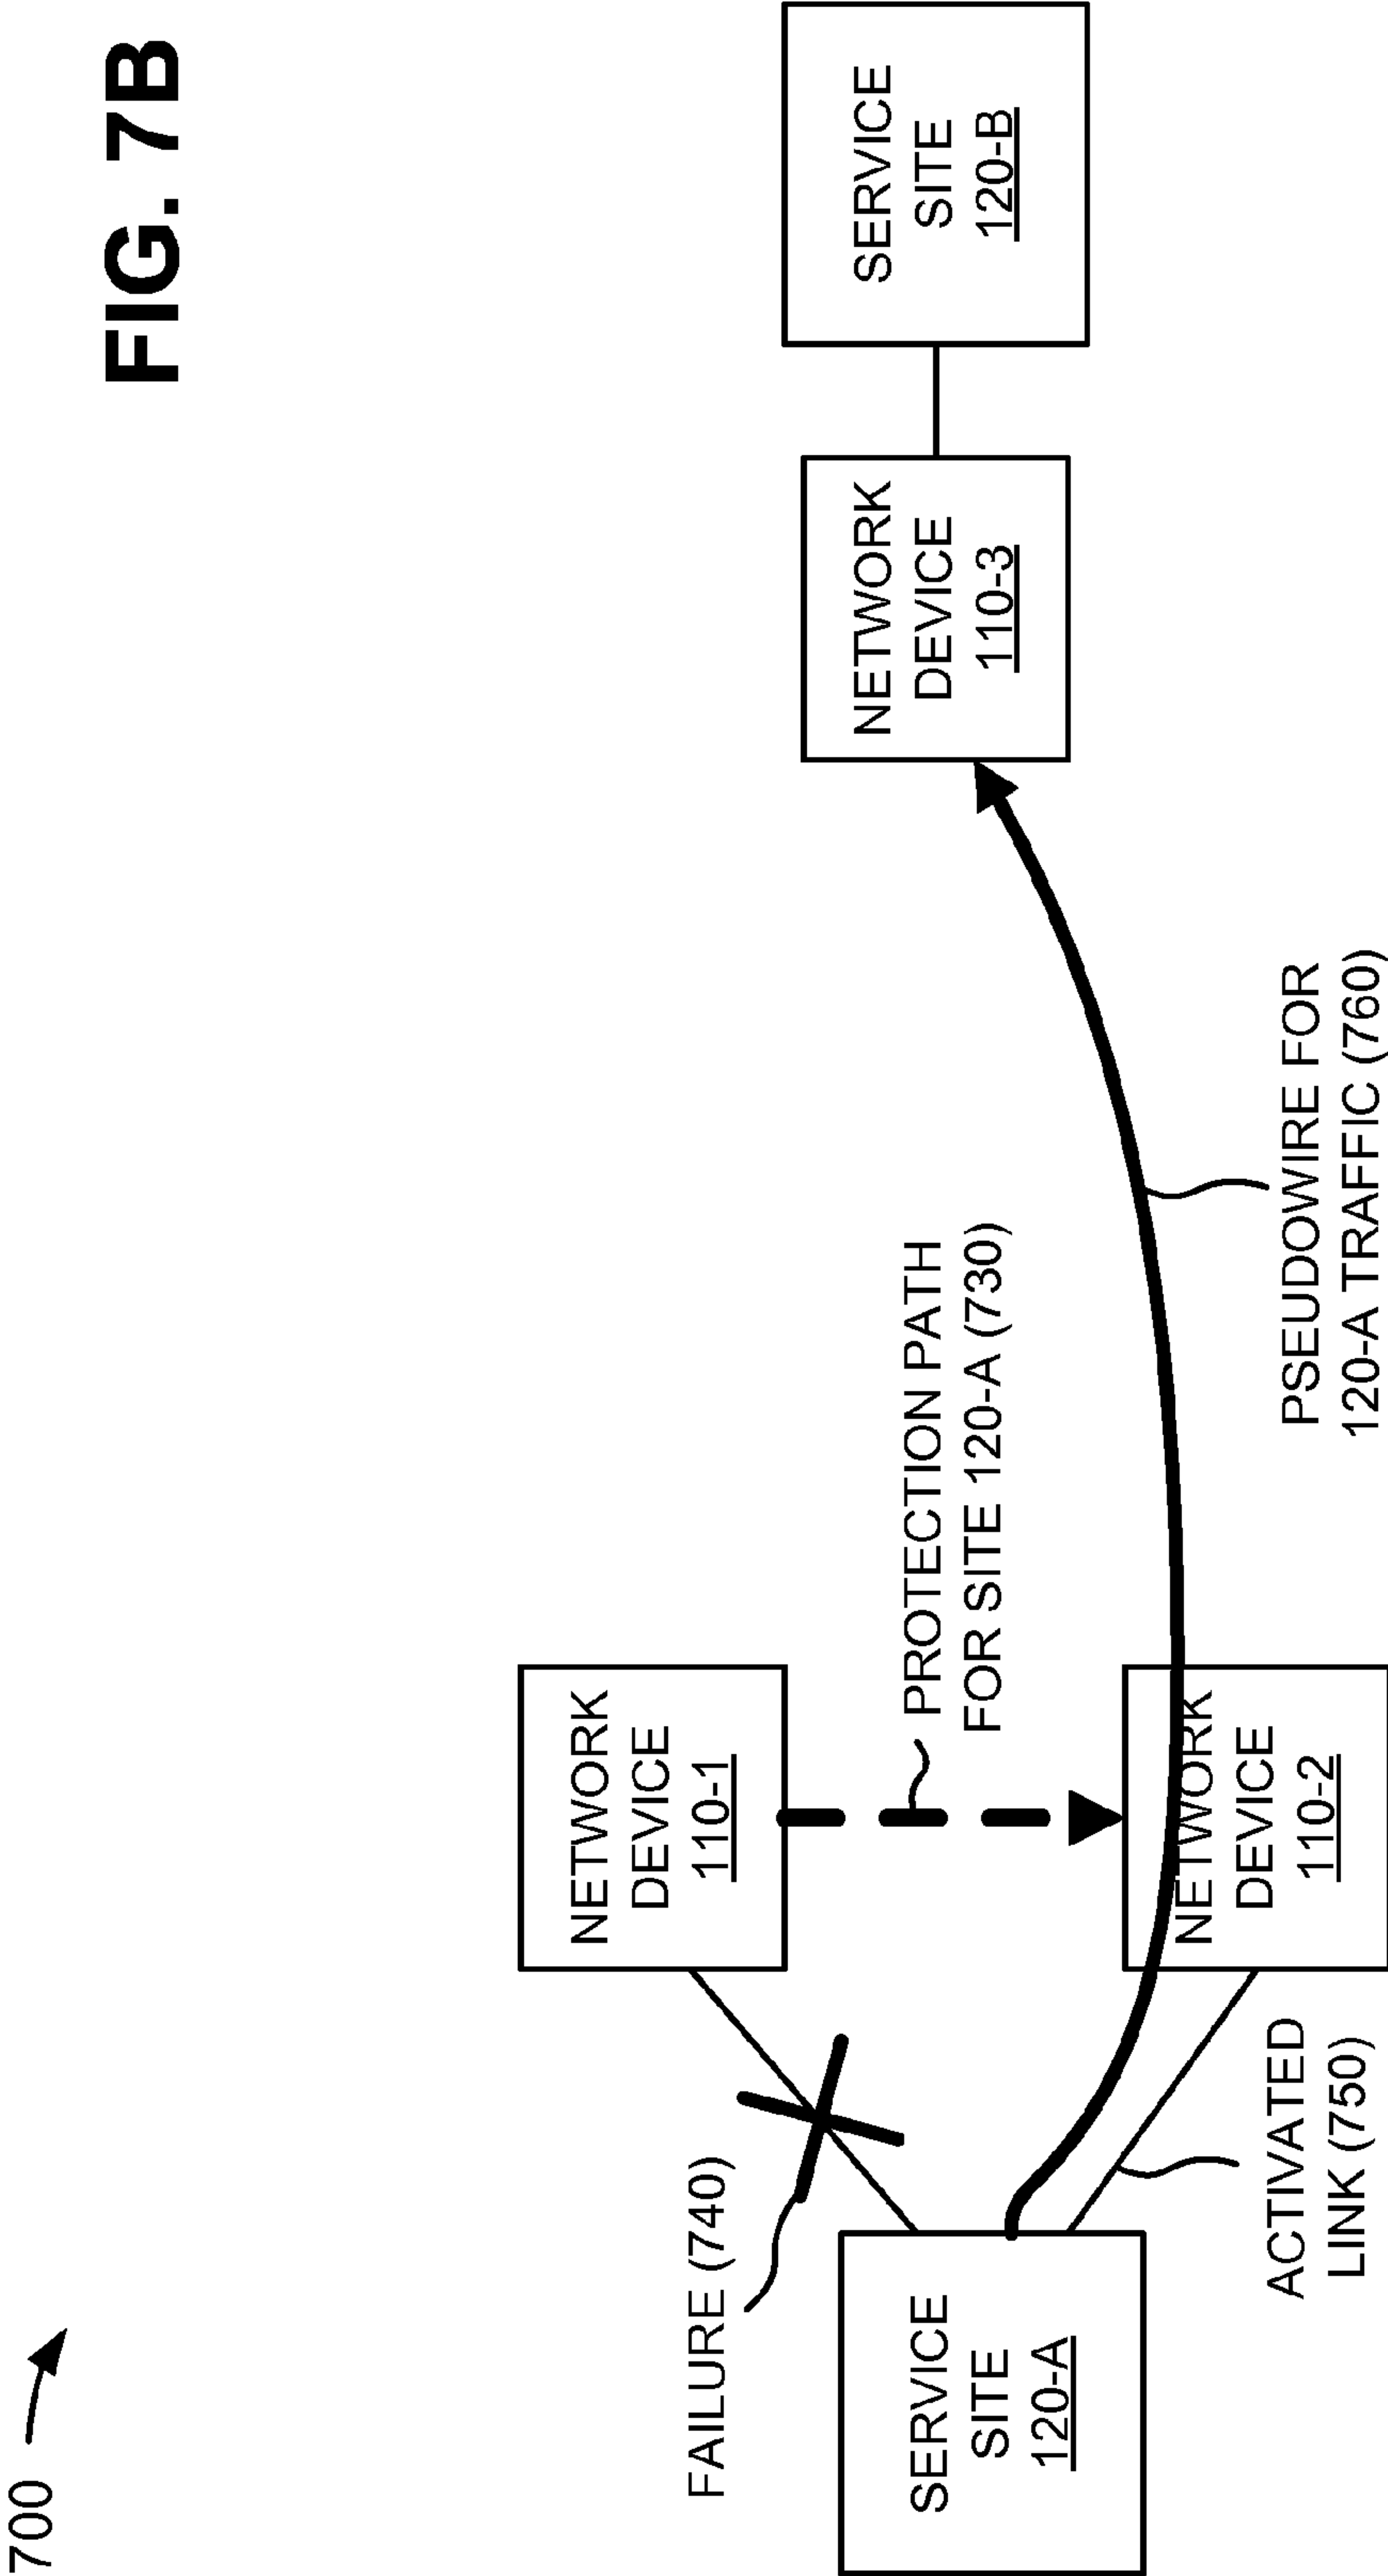 700
FIG. 7B
FAILURE (740)
NETWORK
DEVICE
110-1
SERVICE
SITE
120-A
PROTECTION PATH
FOR SITE 120-A (730)
NETWORK
DEVICE
110-3
SERVICE
SITE
120-B
NETWORK
DEVICE
110-2
ACTIVATED
LINK (750)
PSEUDOWIRE FOR
120-A TRAFFIC (760)